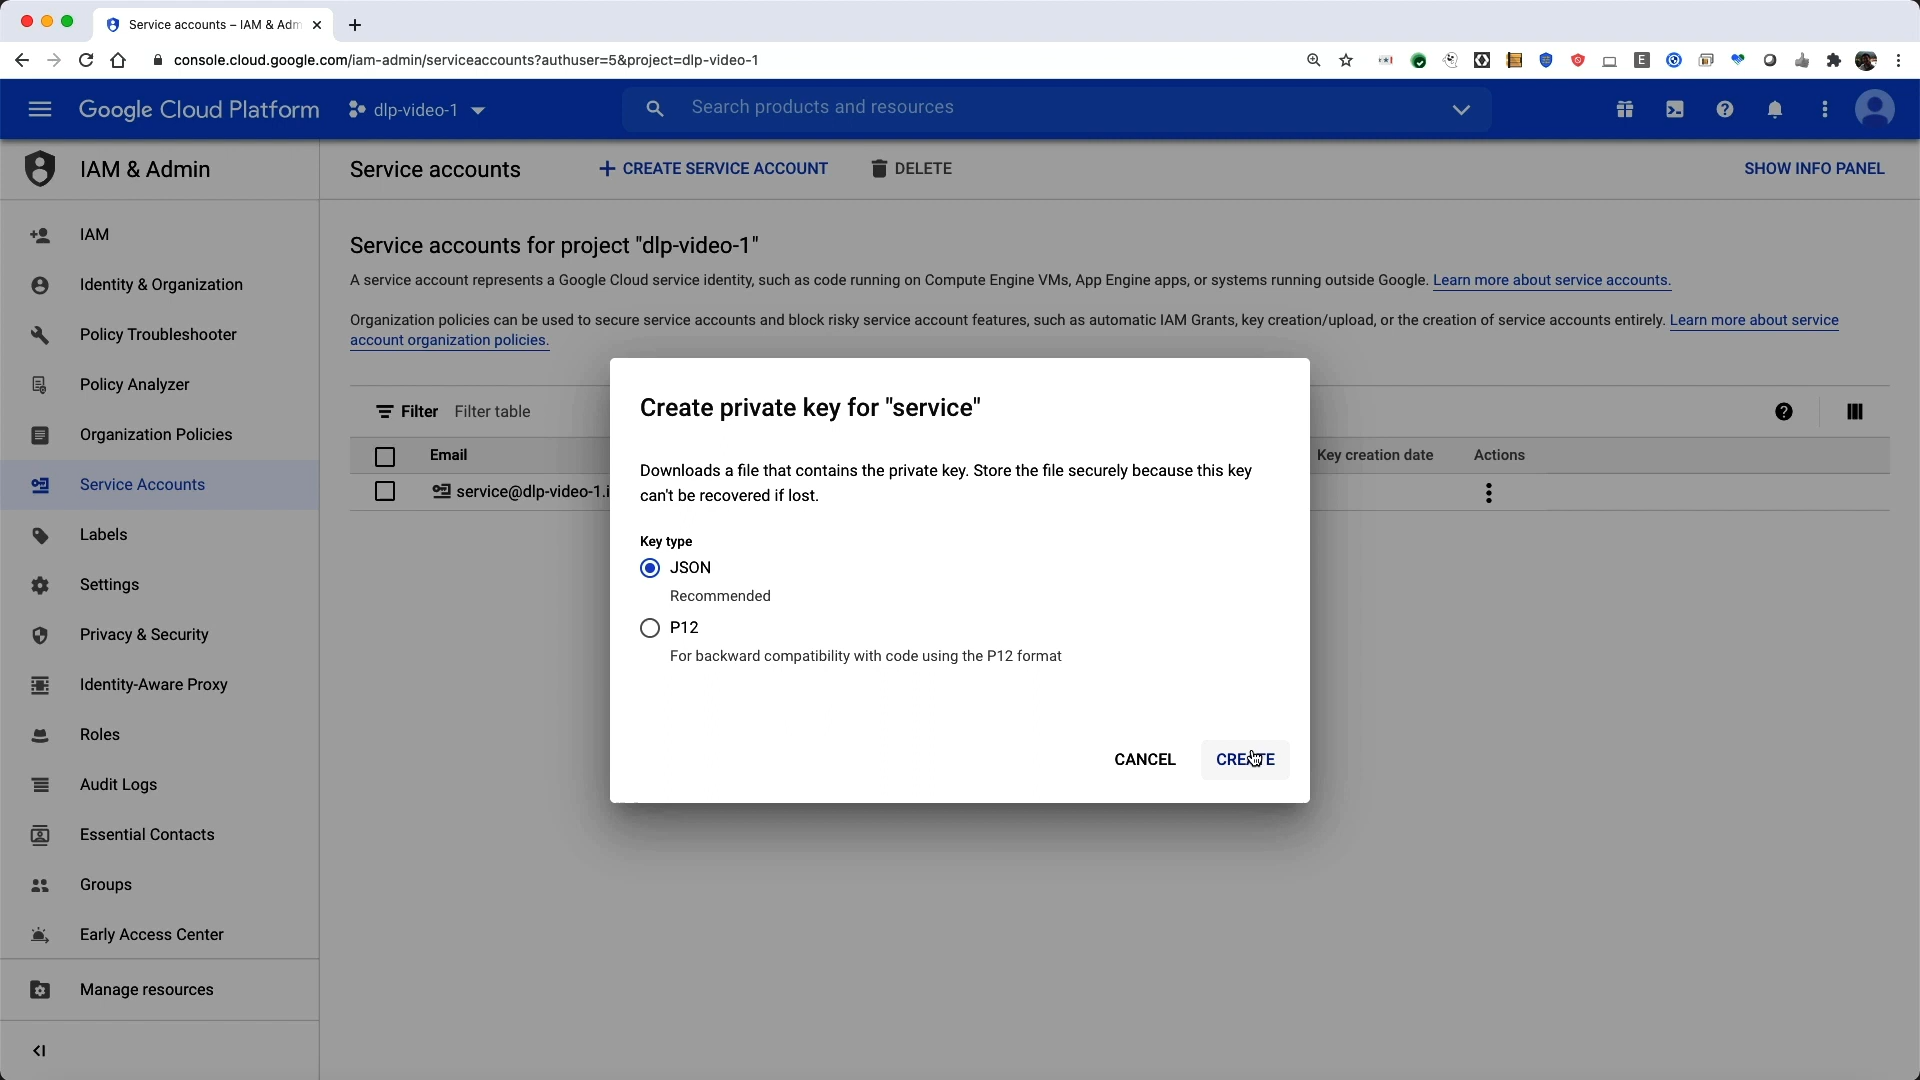 Service accounts – IAM & Adm
console.cloud.google.com/iam-admin/serviceaccounts?authuser=5&project=dlp-video-1
Google Cloud Platform
dlp-video-1
Search products and resources
IAM & Admin
Service accounts
CREATE SERVICE ACCOUNT
DELETE
SHOW INFO PANEL
IAM
Identity & Organization
Policy Troubleshooter
Policy Analyzer
Organization Policies
Service Accounts
Labels
Settings
Privacy & Security
Identity-Aware Proxy
Roles
Audit Logs
Essential Contacts
Groups
Early Access Center
Manage resources
Service accounts for project "dlp-video-1"
A service account represents a Google Cloud service identity, such as code running on Compute Engine VMs, App Engine apps, or systems running outside Google. Learn more about service accounts.
Organization policies can be used to secure service accounts and block risky service account features, such as automatic IAM Grants, key creation/upload, or the creation of service accounts entirely. Learn more about service
account organization policies.
Filter Filter table
Email
Key creation date
Actions
service@dlp-video-1.i
Create private key for "service"
Downloads a file that contains the private key. Store the file securely because this key
can't be recovered if lost.
Key type
JSON
Recommended
P12
For backward compatibility with code using the P12 format
CANCEL
CREATE